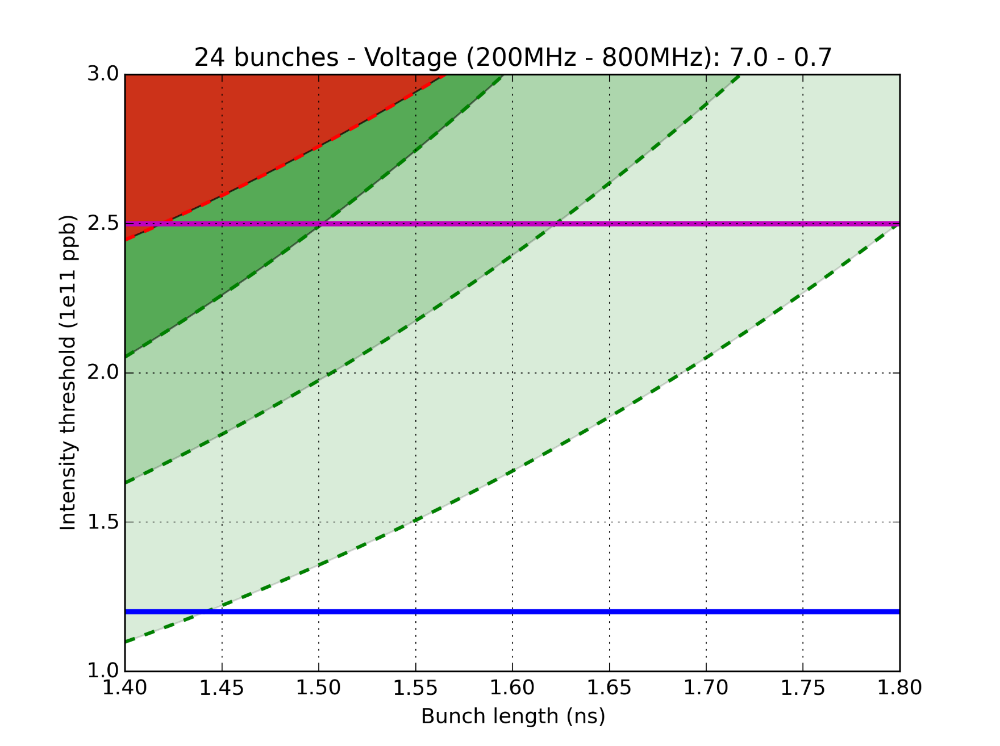 24 bunches - Voltage (200MHz - 800MHz): 7.0 - 0.7
3.0
2.5
2.0
1.5
1.0
Intensity threshold (1e11 ppb)
1.40 1.45 1.50 1.55 1.60 1.65 1.70 1.75 1.80
Bunch length (ns)